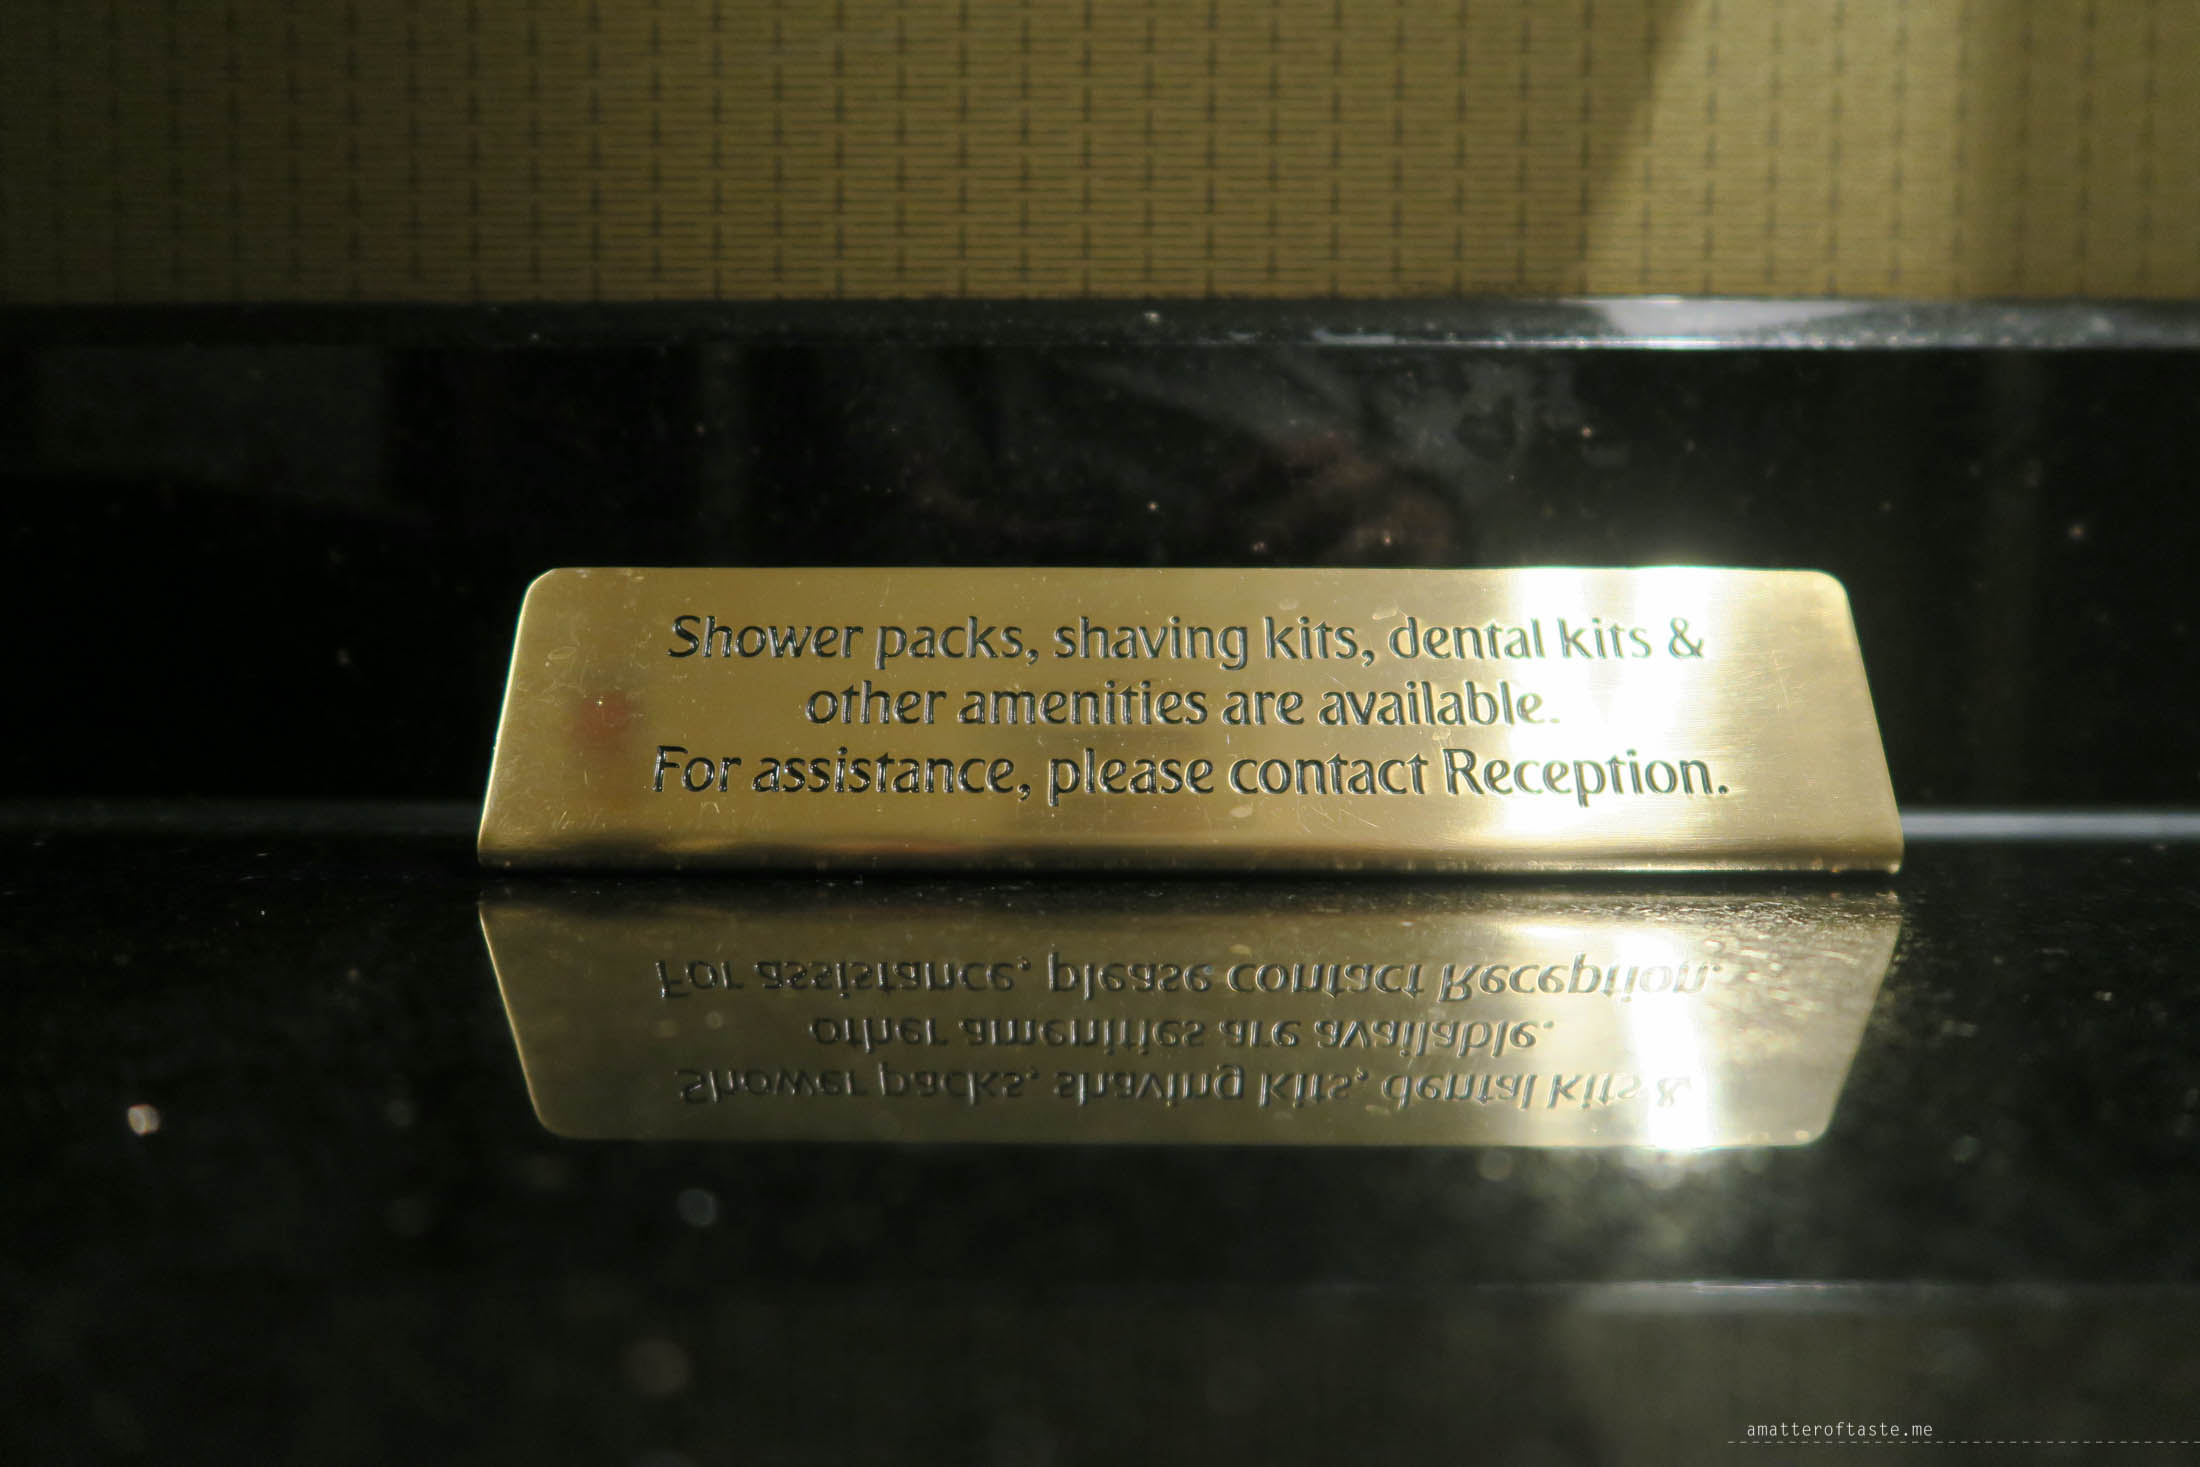 Shower packs, shaving kits, dental kits &
other amenities are available.
For assistance, please contact Reception.
amatteroftaste.me